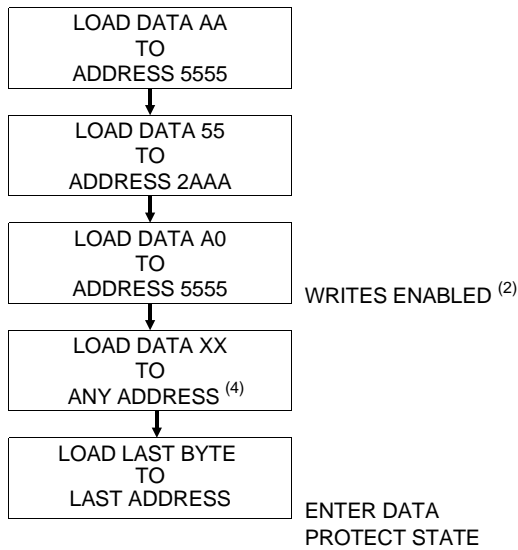 LOAD DATA AA
TO
ADDRESS 5555
LOAD DATA 55
TO
ADDRESS 2AAA
LOAD DATA A0
TO
ADDRESS 5555
WRITES ENABLED (2)
LOAD DATA XX
TO
ANY ADDRESS (4)
LOAD LAST BYTE
TO
LAST ADDRESS
ENTER DATA
PROTECT STATE